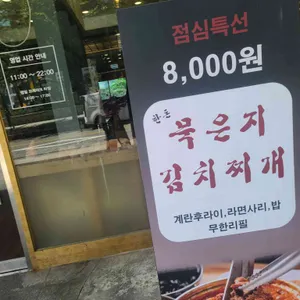 영업 시간 안내
11:00 ~ 22:00
점심특선
8,000원
묵은지
김치찌개
계란후라이,라면사리,밥
무한리필